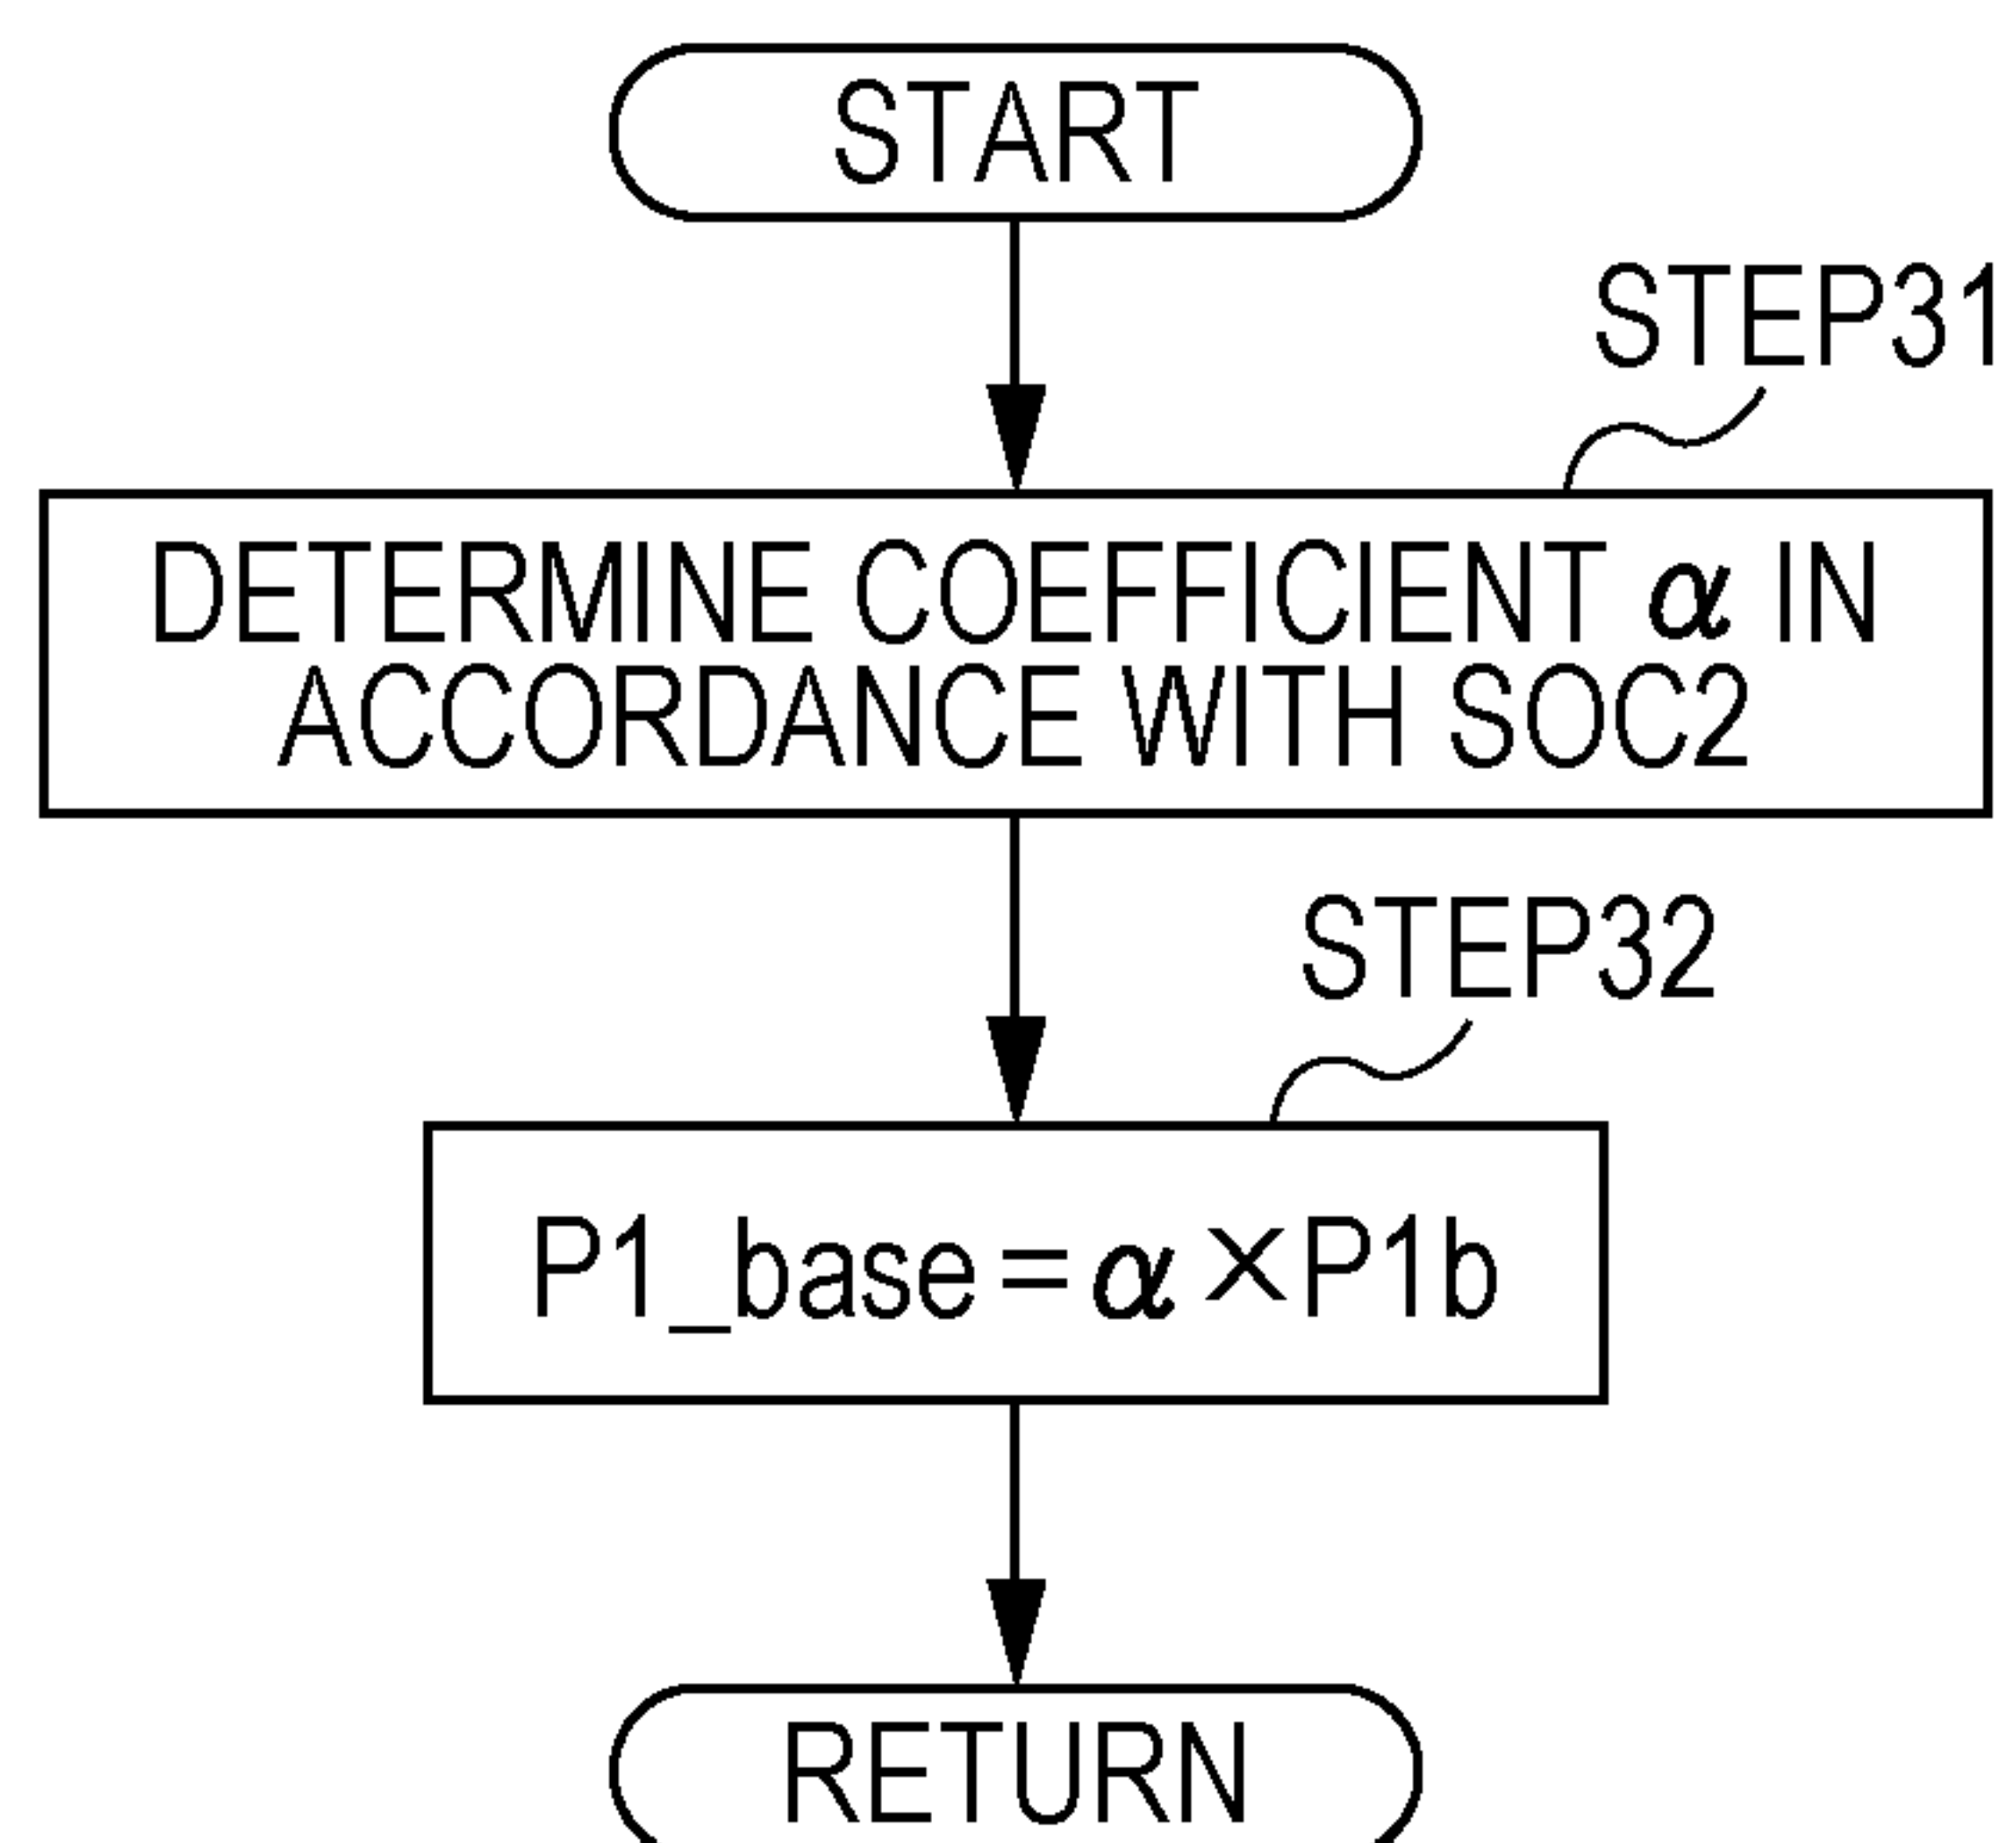 START
STEP31
DETERMINE COEFFICIENT α IN
ACCORDANCE WITH SOC2
STEP32
P1_base=α×P1b
RETURN